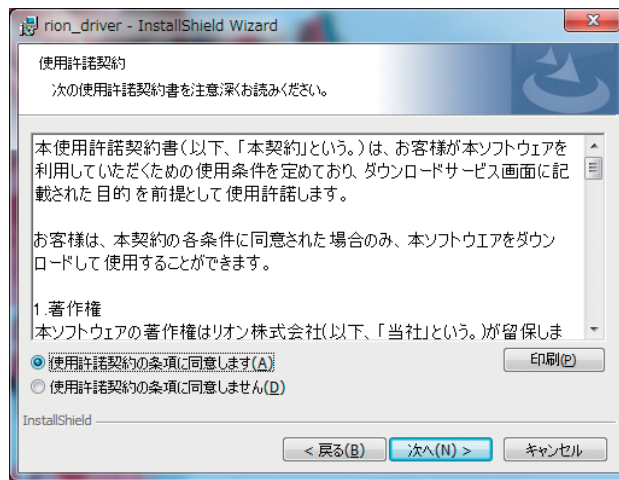 rion_driver - InstallShield Wizard
使用許諾契約
次の使用許諾契約書を注意深くお読みください。
本使用許諾契約書(以下、「本契約」という。)は、お客様が本ソフトウェアを
利用していただくための使用条件を定めており、ダウンロードサービス画面に記
載された目的を前提として使用許諾します。
お客様は、本契約の各条件に同意された場合のみ、本ソフトウエアをダウン
ロードして使用することができます。
1.著作権
本ソフトウェアの著作権はリオン株式会社(以下、「当社」という。)が留保しま
使用許諾契約の条項に同意します(A)
印刷(P)
使用許諾契約の条項に同意しません(D)
InstallShield
< 戻る(B)
次へ(N) >
キャンセル